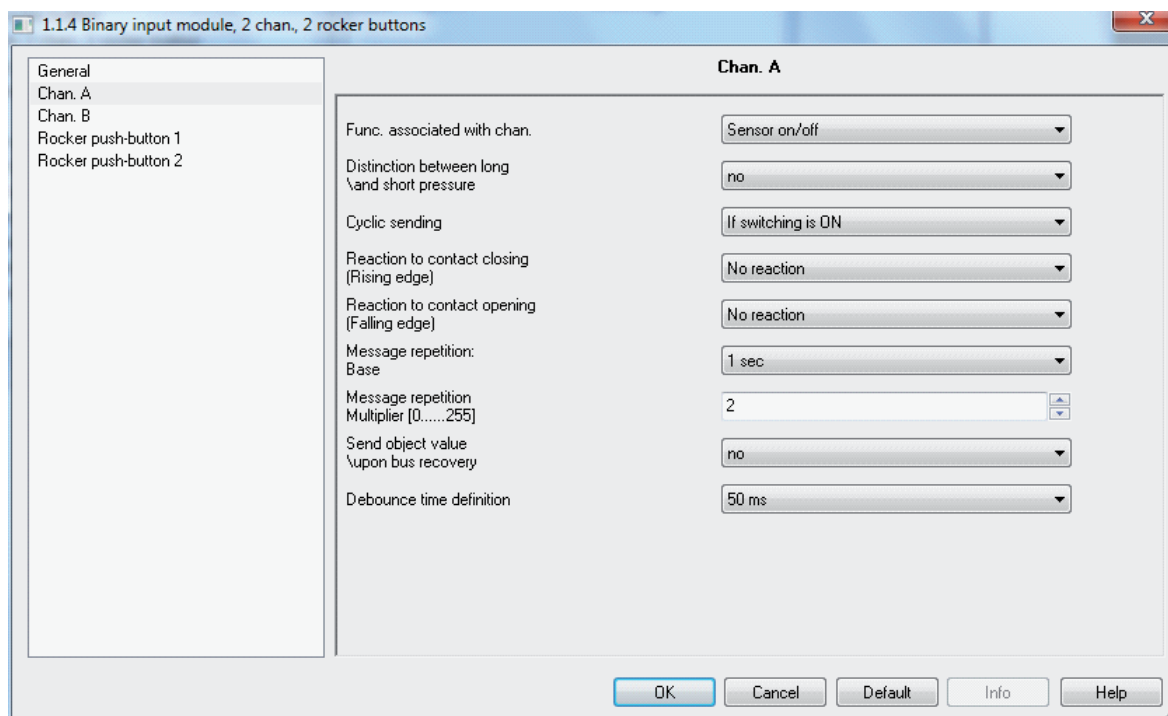 1.1.4 Binary input module, 2 chan., 2 rocker buttons
General
Chan. A
Chan. B
Rocker push-button 1
Rocker push-button 2
Chan. A
Func. associated with chan.
Sensor on/off
Distinction between long
\and short pressure
no
Cyclic sending
If switching is ON
Reaction to contact closing
(Rising edge)
No reaction
Reaction to contact opening
(Falling edge)
No reaction
Message repetition:
Base
1 sec
Message repetition
Multiplier [0......255]
2
Send object value
\upon bus recovery
no
Debounce time definition
50 ms
OK
Cancel
Default
Info
Help